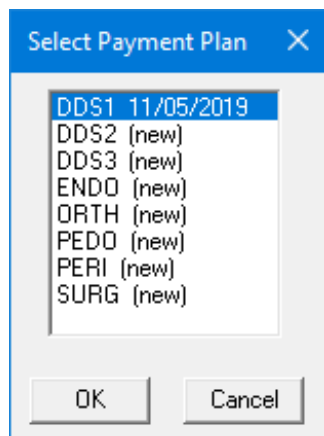 Select Payment Plan
DDS1 11/05/2019
DDS2 (new)
DDS3 (new)
ENDO (new)
ORTH (new)
PEDO (new)
PERI (new)
SURG (new)
OK
Cancel